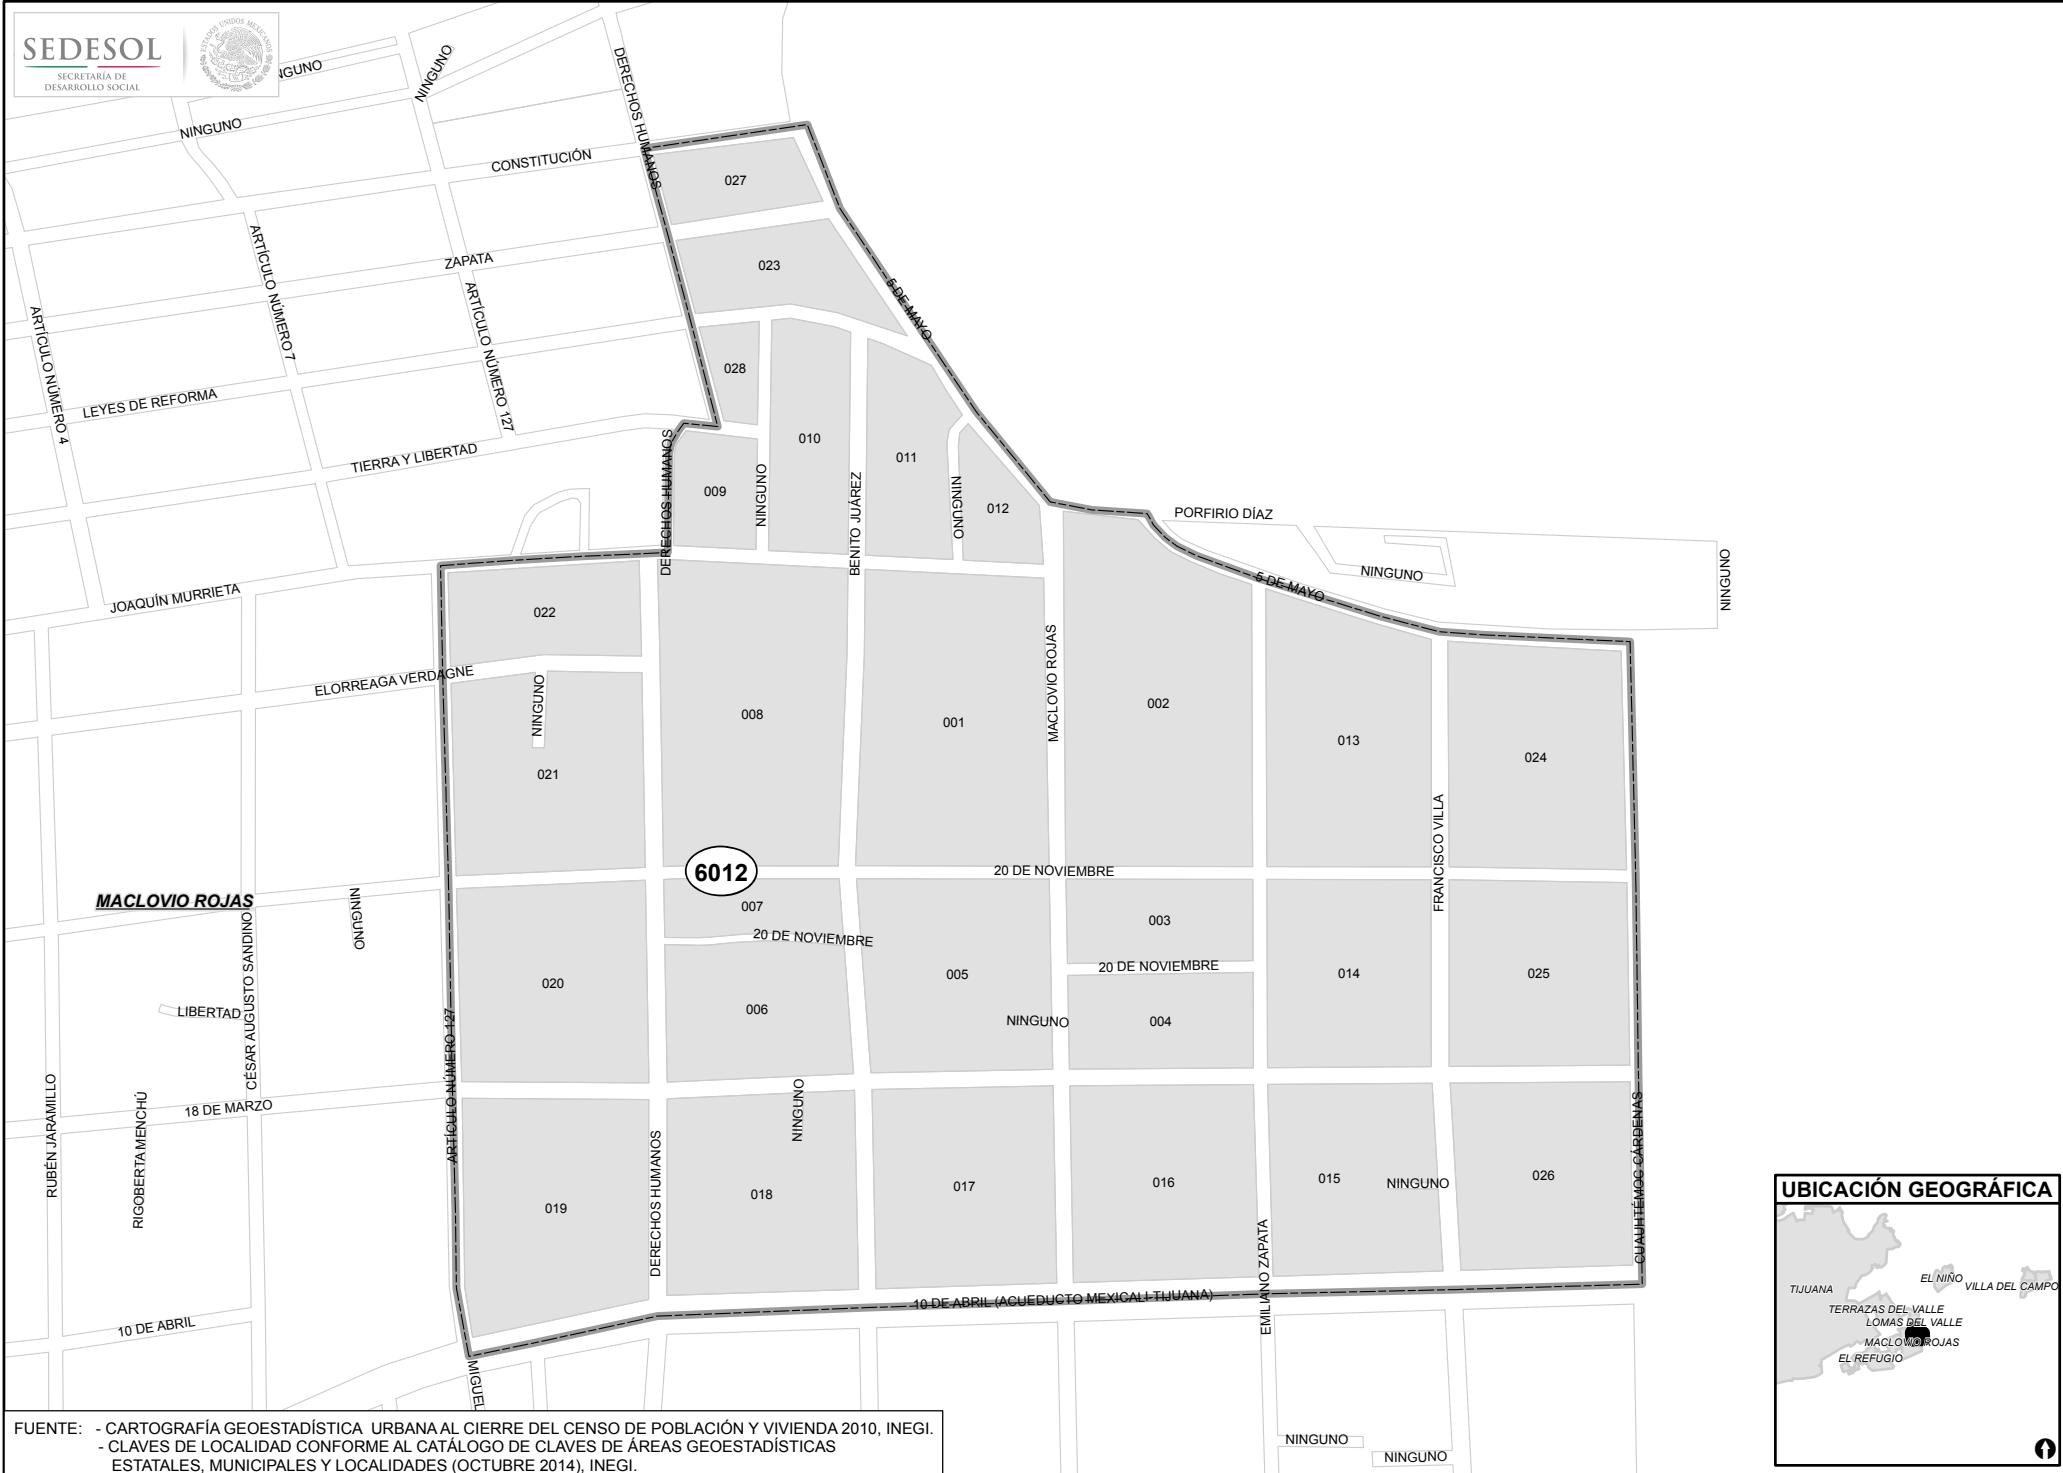 SEDESOL
SECRETARÍA DE
DESARROLLO SOCIAL
ESTADOS UNIDOS MEXICANOS
NGUNO
NINGUNO
NINGUNO
DERECHOS HUMANOS
CONSTITUCIÓN
027
ARTÍCULO NÚMERO 7
ZAPATA
023
ARTÍCULO NÚMERO 127
5 DE MAYO
ARTÍCULO NÚMERO 4
028
LEYES DE REFORMA
010
011
TIERRA Y LIBERTAD
DERECHOS HUMANOS
009
NINGUNO
BENITO JUÁREZ
NINGUNO
012
PORFIRIO DÍAZ
NINGUNO
NINGUNO
5 DE MAYO
JOAQUÍN MURRIETA
022
ELORREAGA VERDAGNE
NINGUNO
MACLOVIO ROJAS
008
001
002
013
024
021
FRANCISCO VILLA
6012
20 DE NOVIEMBRE
MACLOVIO ROJAS
NINGUNO
007
003
20 DE NOVIEMBRE
20 DE NOVIEMBRE
CÉSAR AUGUSTO SANDINO
020
005
014
025
LIBERTAD
006
NINGUNO
004
ARTÍCULO NÚMERO 127
RUBÉN JARAMILLO
RIGOBERTA MENCHÚ
18 DE MARZO
NINGUNO
DERECHOS HUMANOS
CUAUHTÉMOC CÁRDENAS
019
018
017
016
015
NINGUNO
026
EMILIANO ZAPATA
10 DE ABRIL (ACUEDUCTO MEXICALI-TIJUANA)
10 DE ABRIL
MIGUEL
NINGUNO
NINGUNO
UBICACIÓN GEOGRÁFICA
TIJUANA
EL NIÑO
VILLA DEL CAMPO
TERRAZAS DEL VALLE
LOMAS DEL VALLE
MACLOVIO ROJAS
EL REFUGIO
FUENTE: - CARTOGRAFÍA GEOESTADÍSTICA URBANA AL CIERRE DEL CENSO DE POBLACIÓN Y VIVIENDA 2010, INEGI.
- CLAVES DE LOCALIDAD CONFORME AL CATÁLOGO DE CLAVES DE ÁREAS GEOESTADÍSTICAS
ESTATALES, MUNICIPALES Y LOCALIDADES (OCTUBRE 2014), INEGI.